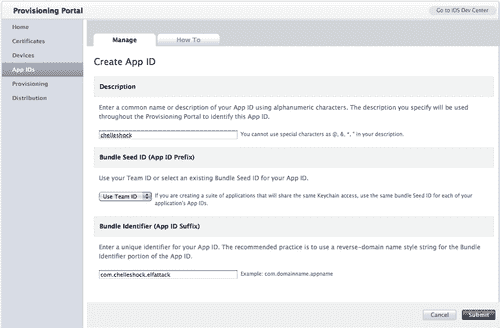 Provisioning Portal
Go to iOS Dev Center
Home
Certificates
Devices
App IDs
Provisioning
Distribution
Manage
How To
Create App ID
Description
Enter a common name or description of your App ID using alphanumeric characters. The description you specify will be used
throughout the Provisioning Portal to identify this App ID.
chelleshock
You cannot use special characters as @, &, *, " in your description.
Bundle Seed ID (App ID Prefix)
Use your Team ID or select an existing Bundle Seed ID for your App ID.
Use Team ID
If you are creating a suite of applications that will share the same Keychain access, use the same bundle Seed ID for each of your
application's App IDs.
Bundle Identifier (App ID Suffix)
Enter a unique identifier for your App ID. The recommended practice is to use a reverse-domain name style string for the Bundle
Identifier portion of the App ID.
com.chelleshock.elfattack
Example: com.domainname.appname
Cancel
Submit